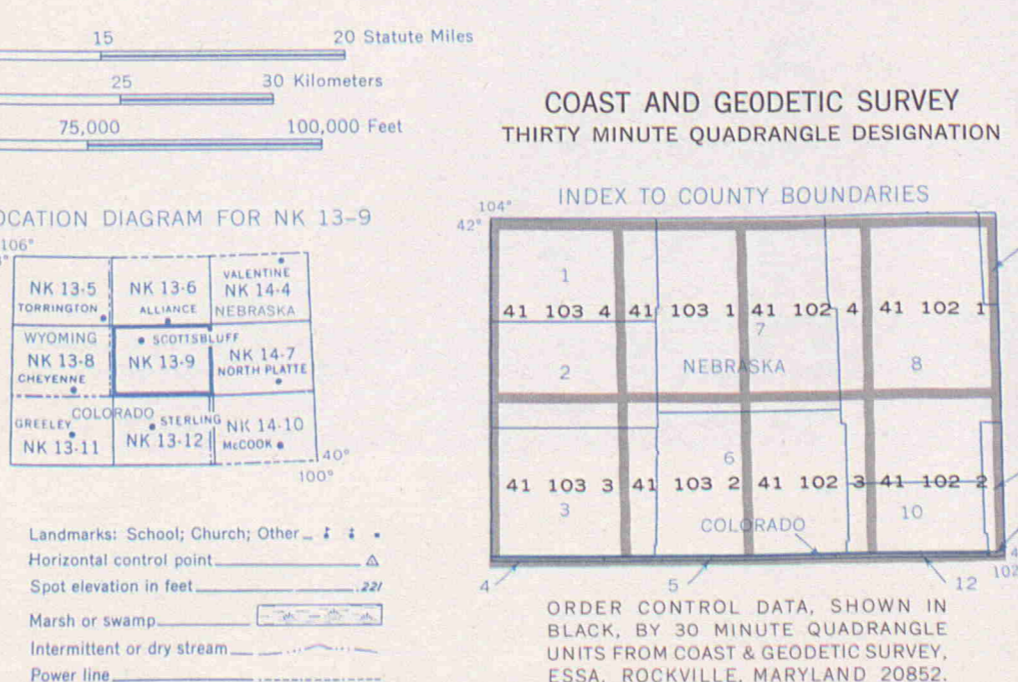 15 20 Statute Miles
25 30 Kilometers
75,000 100,000 Feet
COAST AND GEODETIC SURVEY
THIRTY MINUTE QUADRANGLE DESIGNATION
OCATION DIAGRAM FOR NK 13-9
106°
NK 13-5 NK 13-6 VALENTINE
NK 14-4
TORRINGTON ALLIANCE NEBRASKA
WYOMING SCOTTSBLUFF
NK 13-8 NK 13-9 NK 14-7
CHEYENNE NORTH PLATTE
COLORADO
GREELEY STERLING NK 14-10
NK 13-11 NK 13-12 McCOOK
40°
100°
INDEX TO COUNTY BOUNDARIES
104°
42°
1
41 103 4 41 103 1 41 102 4 41 102 1
7
2 NEBRASKA 8
6
41 103 3 41 103 2 41 102 3 41 102 2
3 10
COLORADO
4 5 12 102
Landmarks: School; Church; Other
Horizontal control point
Spot elevation in feet 221
Marsh or swamp
Intermittent or dry stream
Power line
ORDER CONTROL DATA, SHOWN IN
BLACK, BY 30 MINUTE QUADRANGLE
UNITS FROM COAST & GEODETIC SURVEY,
ESSA, ROCKVILLE, MARYLAND 20852.